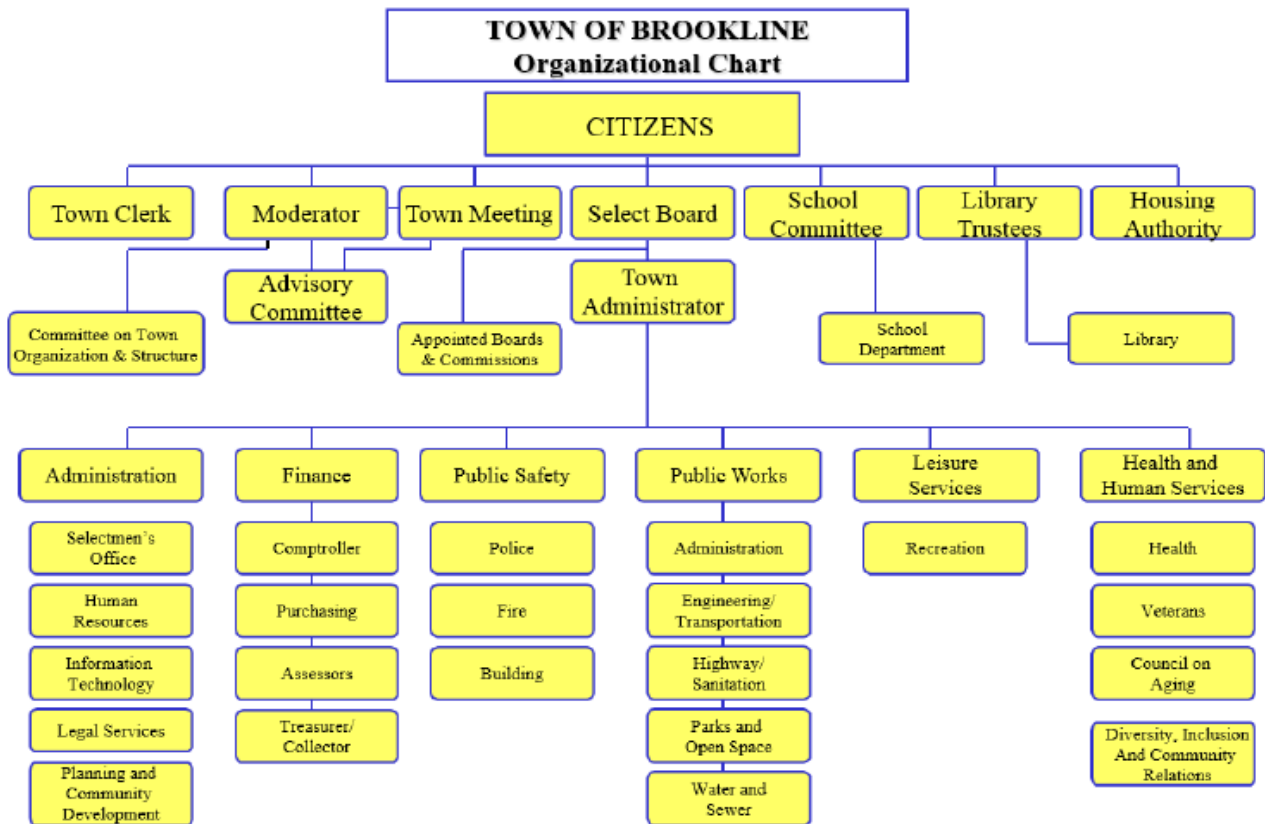 TOWN OF BROOKLINE
Organizational Chart
CITIZENS
Town Clerk
Moderator
Town Meeting
Select Board
School
Committee
Library
Trustees
Housing
Authority
Advisory
Committee
Town
Administrator
Committee on Town
Organization & Structure
Appointed Boards
& Commissions
School
Department
Library
Administration
Finance
Public Safety
Public Works
Leisure
Services
Health and
Human Services
Selectmen's
Office
Comptroller
Police
Administration
Recreation
Health
Human
Resources
Purchasing
Fire
Engineering/
Transportation
Veterans
Information
Technology
Assessors
Building
Highway/
Sanitation
Council on
Aging
Legal Services
Treasurer/
Collector
Parks and
Open Space
Diversity, Inclusion
And Community
Relations
Planning and
Community
Development
Water and
Sewer